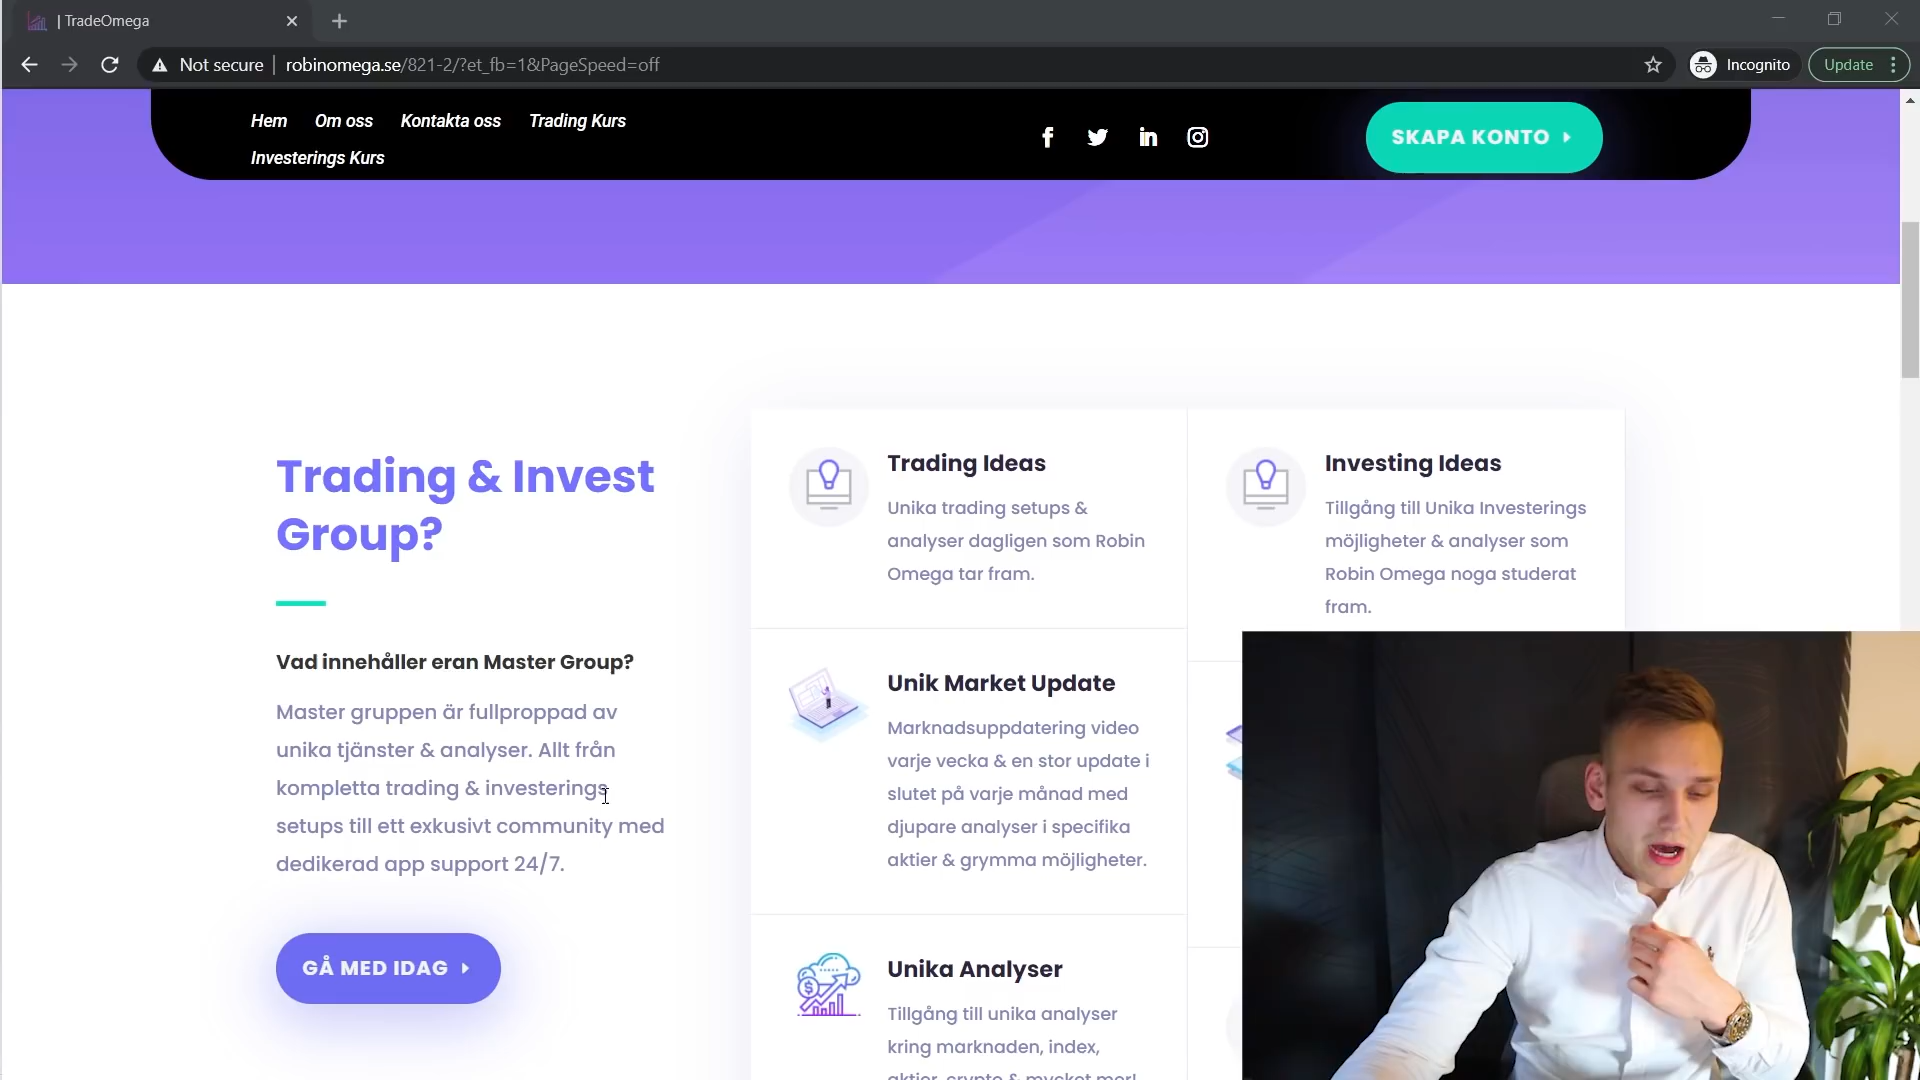 | TradeOmega
Not secure
robinomega.se/821-2/?et_fb=1&PageSpeed=off
Incognito
Update
Hem
Om oss
Kontakta oss
Trading Kurs
Investerings Kurs
SKAPA KONTO
Trading & Invest
Group?
Vad innehåller eran Master Group?
Master gruppen är fullproppad av
unika tjänster & analyser. Allt från
kompletta trading & investerings
setups till ett exkusivt community med
dedikerad app support 24/7.
GÅ MED IDAG
Trading Ideas
Unika trading setups &
analyser dagligen som Robin
Omega tar fram.
Investing Ideas
Tillgång till Unika Investerings
möjligheter & analyser som
Robin Omega noga studerat
fram.
Unik Market Update
Marknadsuppdatering video
varje vecka & en stor update i
slutet på varje månad med
djupare analyser i specifika
aktier & grymma möjligheter.
Unika Analyser
Tillgång till unika analyser
kring marknaden, index,
aktier, crypto & mycket mer!